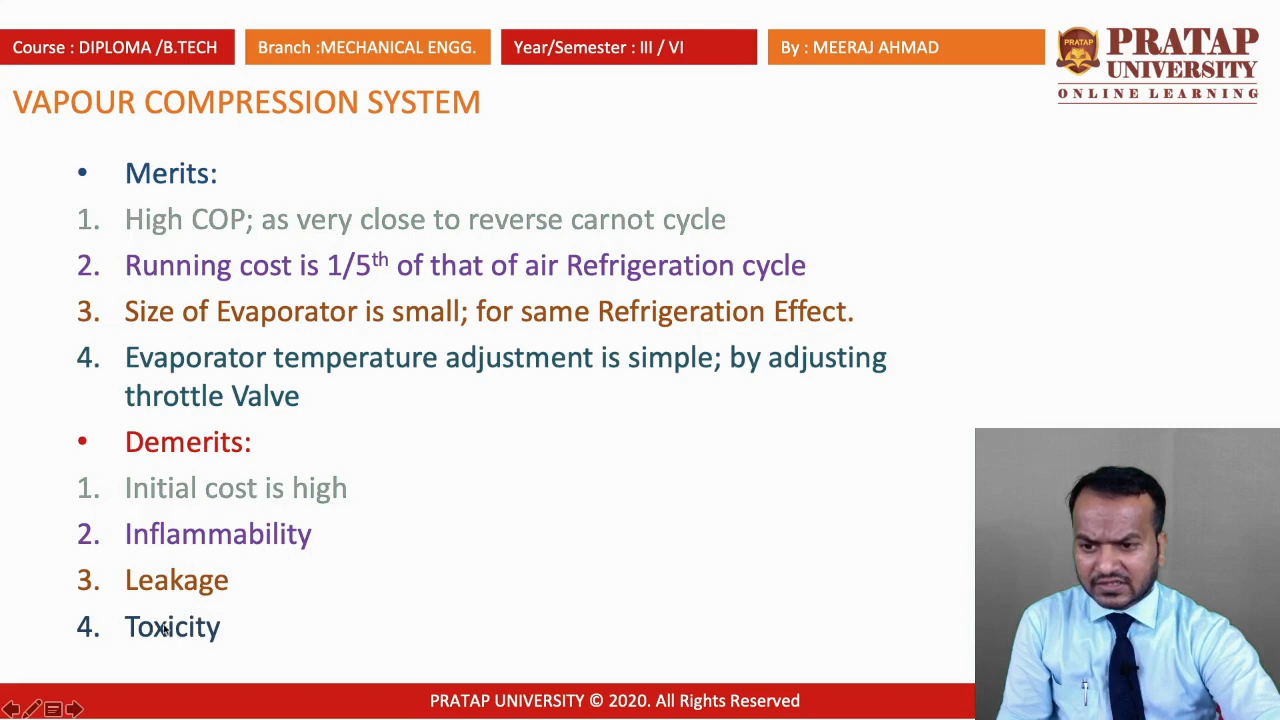 Course : DIPLOMA /B.TECH
Branch :MECHANICAL ENGG.
Year/Semester : III / VI
By : MEERAJ AHMAD
PRATAP
PRATAP
UNIVERSITY
ONLINE LEARNING
VAPOUR COMPRESSION SYSTEM
• Merits:
1. High COP; as very close to reverse carnot cycle
2. Running cost is 1/5th of that of air Refrigeration cycle
3. Size of Evaporator is small; for same Refrigeration Effect.
4. Evaporator temperature adjustment is simple; by adjusting
throttle Valve
• Demerits:
1. Initial cost is high
2. Inflammability
3. Leakage
4. Toxicity
PRATAP UNIVERSITY © 2020. All Rights Reserved